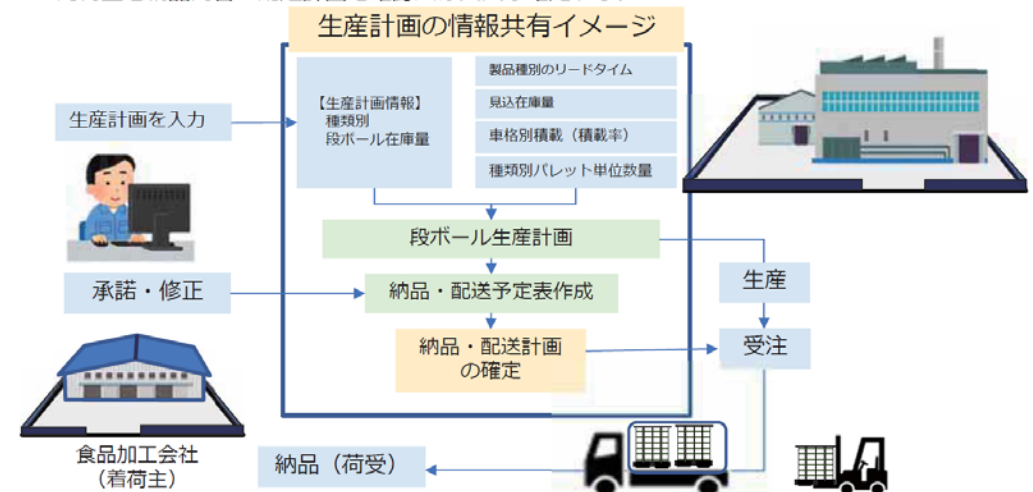 生産計画の情報共有イメージ
生産計画を入力
【生産計画情報】
種類別
段ボール在庫量
製品種別のリードタイム
見込在庫量
車格別積載（積載率）
種類別パレット単位数量
段ボール生産計画
承諾・修正
納品・配送予定表作成
生産
納品・配送計画
の確定
受注
食品加工会社
（着荷主）
納品（荷受）